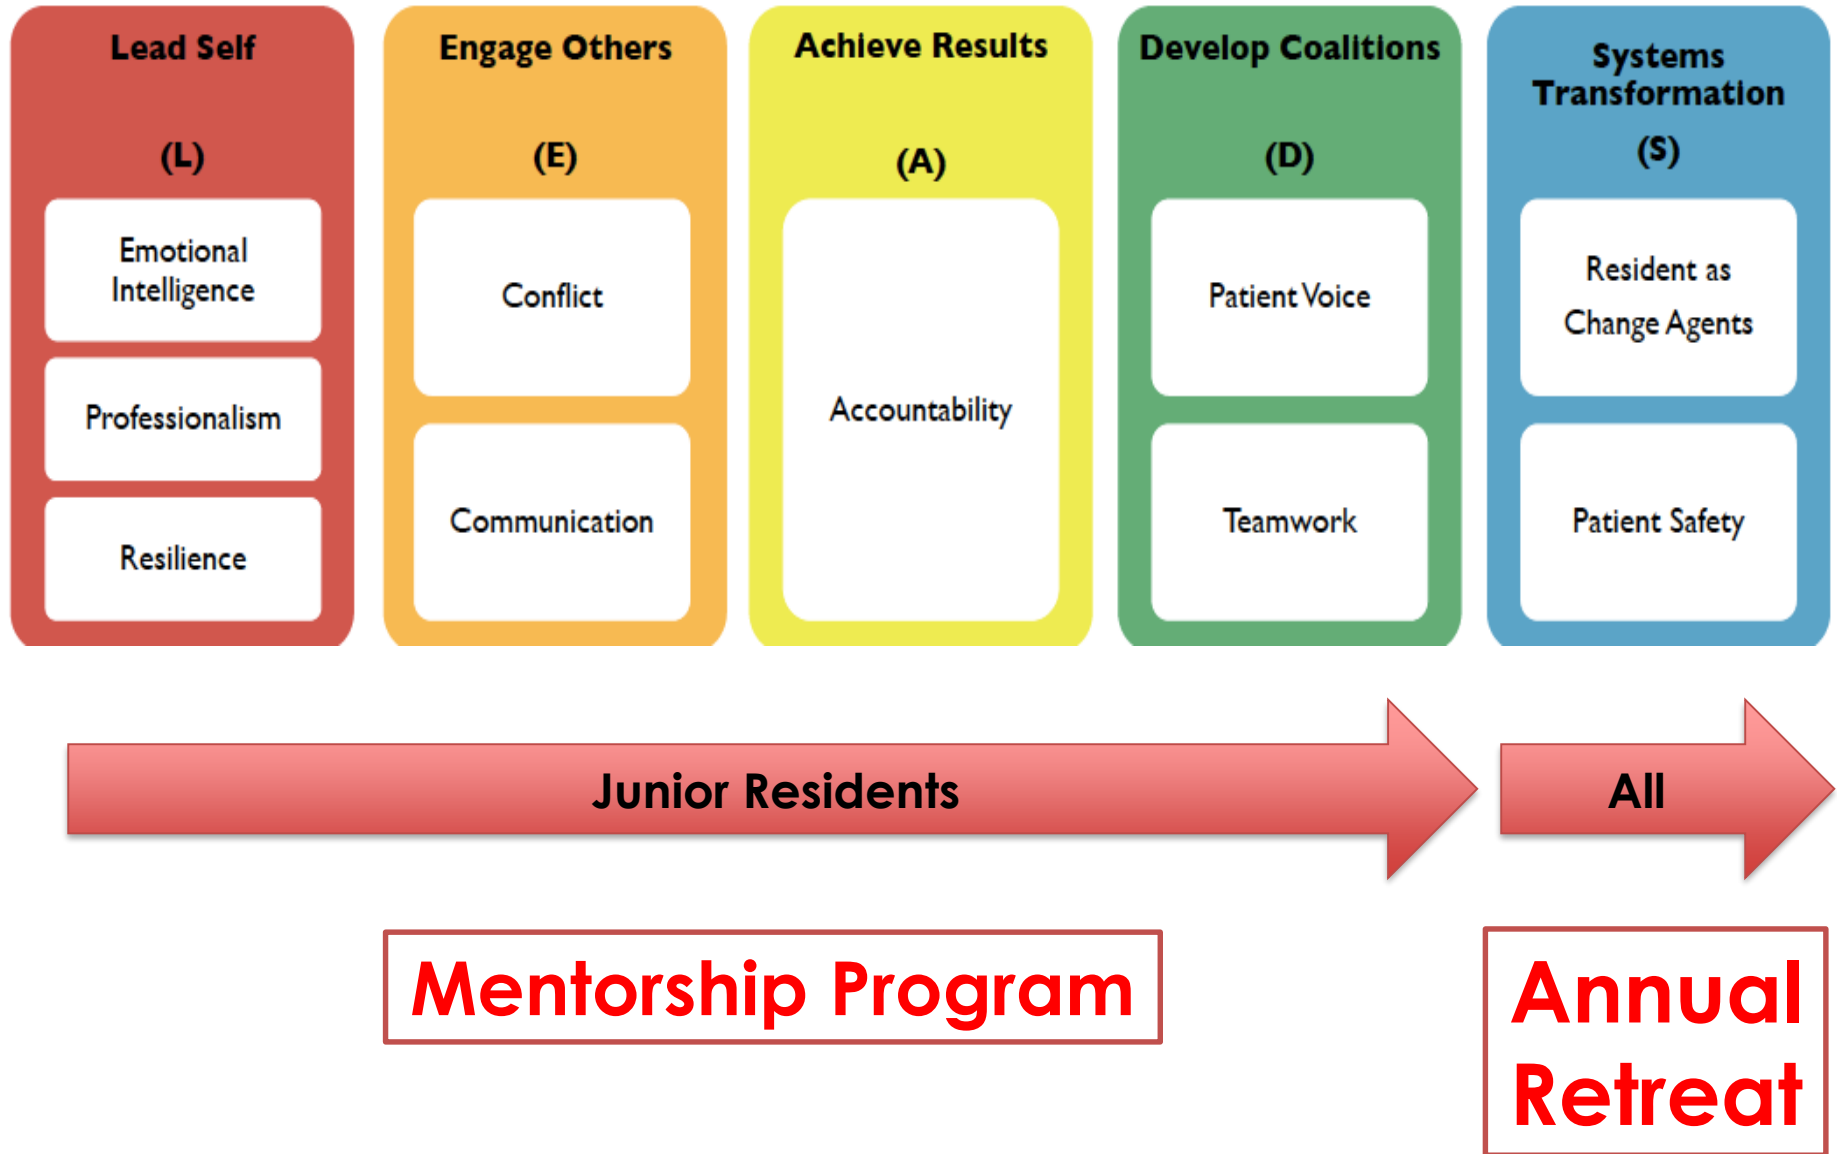 Lead Self
(L)
Emotional
Intelligence
Professionalism
Resilience
Engage Others
(E)
Conflict
Communication
Achieve Results
(A)
Accountability
Develop Coalitions
(D)
Patient Voice
Teamwork
Systems
Transformation
(S)
Resident as
Change Agents
Patient Safety
Junior Residents
All
Mentorship Program
Annual
Retreat